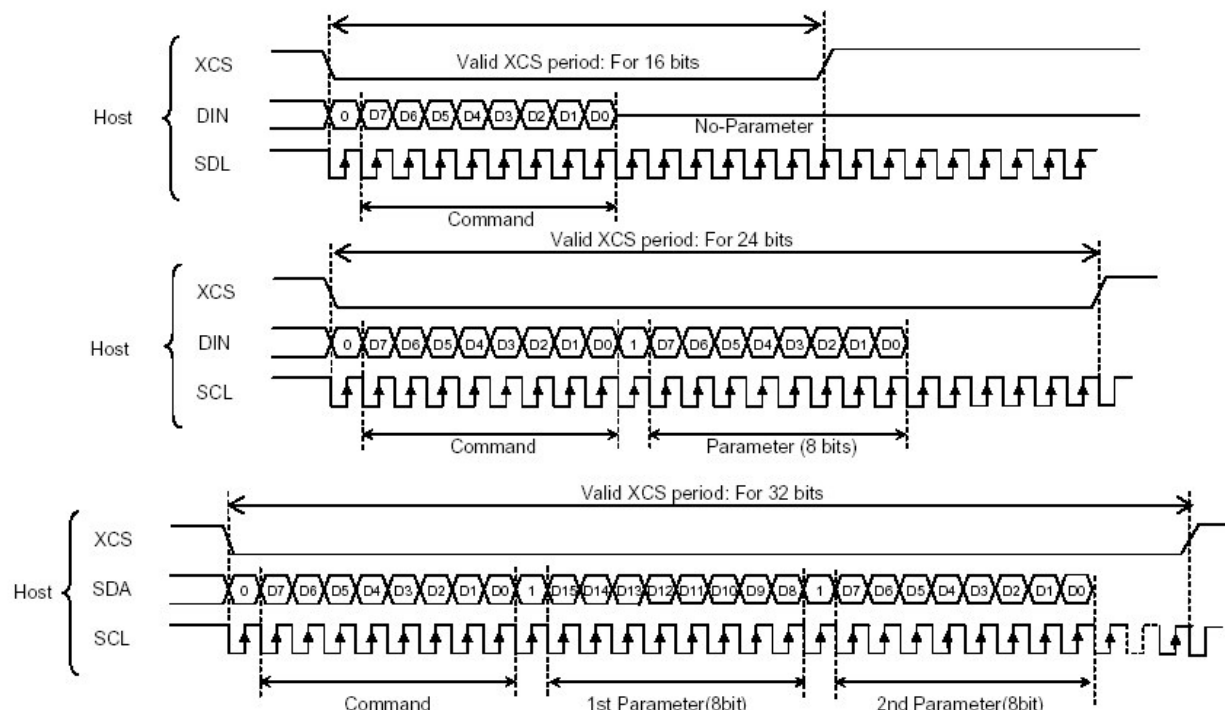 XCS
Valid XCS period: For 16 bits
Host
DIN
0 D7 D6 D5 D4 D3 D2 D1 D0
No-Parameter
SDL
Command
Valid XCS period: For 24 bits
XCS
Host
DIN
0 D7 D6 D5 D4 D3 D2 D1 D0 1 D7 D6 D5 D4 D3 D2 D1 D0
SCL
Command
Parameter (8 bits)
Valid XCS period: For 32 bits
XCS
Host
SDA
0 D7 D6 D5 D4 D3 D2 D1 D0 1 D15 D14 D13 D12 D11 D10 D9 D8 1 D7 D6 D5 D4 D3 D2 D1 D0
SCL
Command
1st Parameter(8bit)
2nd Parameter(8bit)